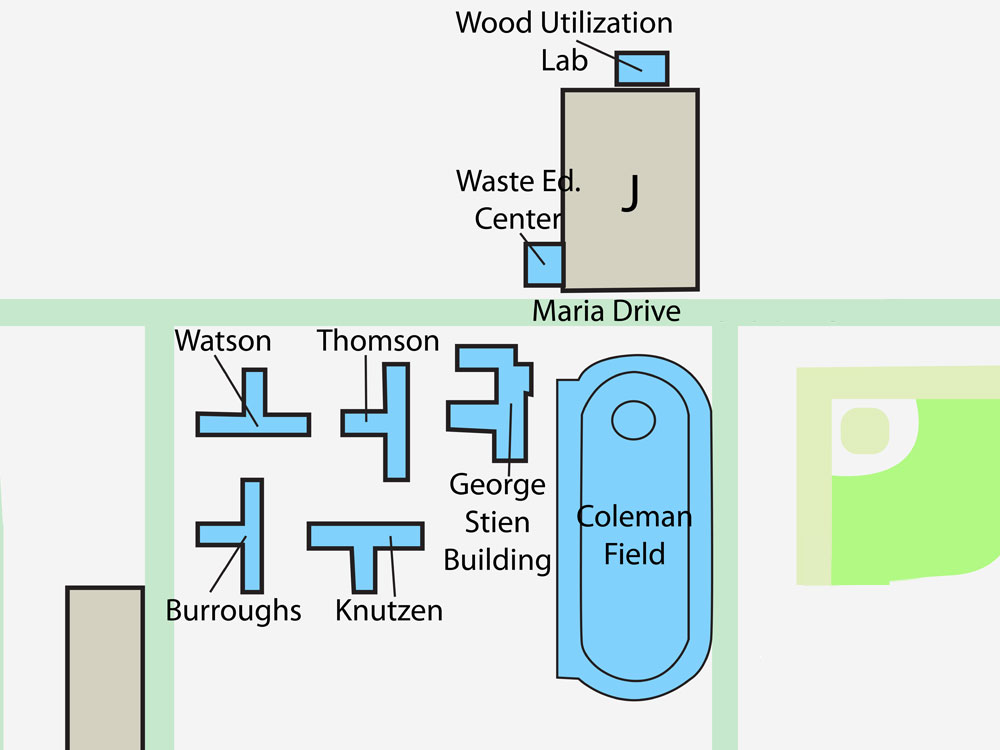 Wood Utilization
Lab
Waste Ed.
Center
J
Maria Drive
Watson
Thomson
George
Stien
Building
Coleman
Field
Burroughs
Knutzen